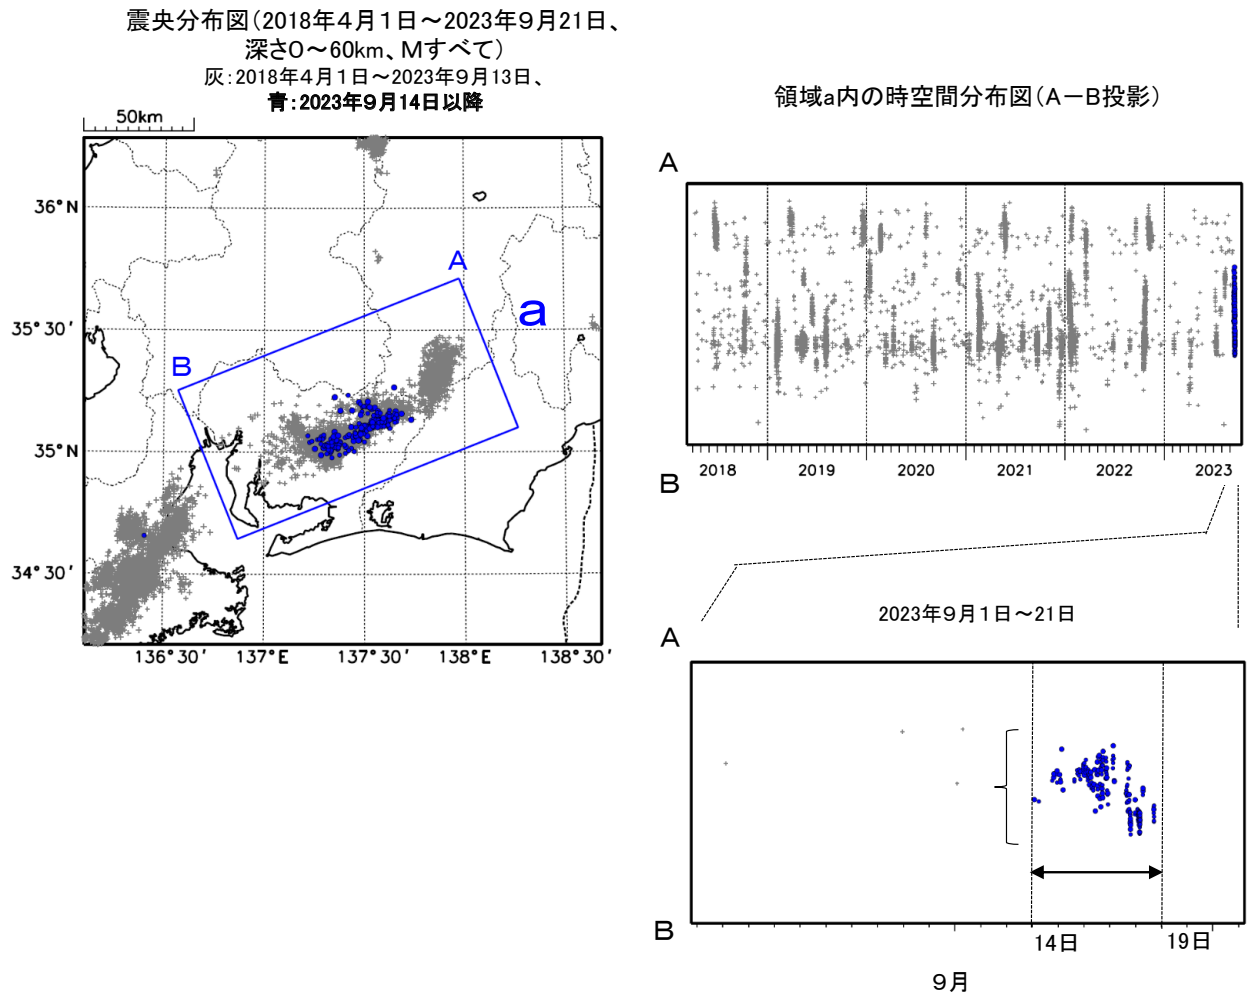 震央分布図（2018年４月１日～2023年９月21日、
深さ０～60km、Ｍすべて）
灰：2018年４月１日～2023年９月13日、
青：2023年９月14日以降
50km
36°N
35°30′
35°N
34°30′
136°30′
137°E
137°30′
138°E
138°30′
A
B
a
領域a内の時空間分布図（A－B投影）
A
2018
2019
2020
2021
2022
2023
B
2023年９月１日～21日
A
B
14日
19日
９月